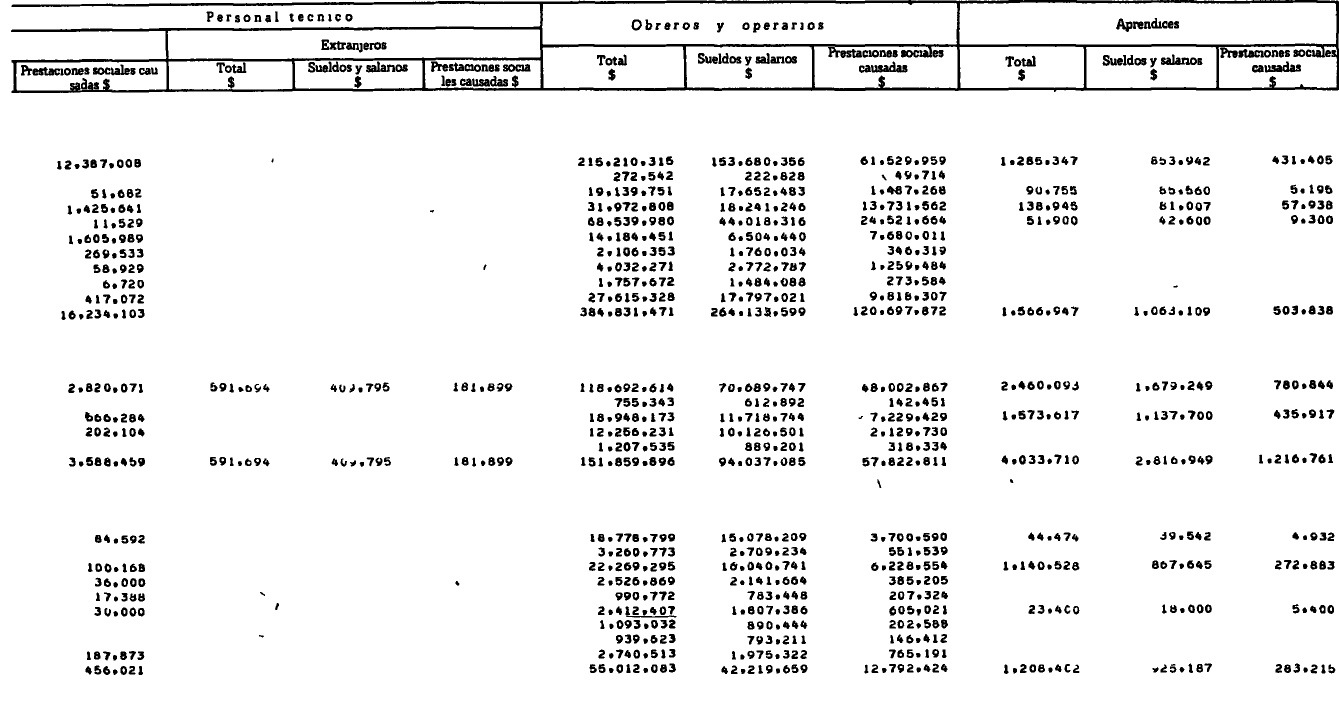 Personal tecnico Obreros y operarios Aprendices
Extranjeros
Prestaciones sociales cau sadas $ Total $ Sueldos y salarios $ Prestaciones socia les causadas $ Total $ Sueldos y salarios $ Prestaciones sociales causadas $ Total $ Sueldos y salarios $ Prestaciones sociales causadas $
12.387.008 215.210.315 153.680.356 61.529.959 1.285.347 853.942 431.405
272.542 222.828 49.714
51.682 19.139.751 17.652.483 1.487.268 90.755 85.560 5.195
1.425.641 31.972.808 18.241.246 13.731.562 138.945 81.007 57.938
11.529 68.539.980 44.018.316 24.521.664 51.900 42.600 9.300
1.605.989 14.184.451 6.504.440 7.680.011
269.533 2.106.353 1.760.034 346.319
58.929 4.032.271 2.772.787 1.259.484
6.720 1.757.672 1.484.088 273.584
417.072 27.615.328 17.797.021 9.818.307
16.234.103 384.831.471 264.133.599 120.697.872 1.566.947 1.063.109 503.838
2.820.071 591.694 409.795 181.899 118.692.614 70.689.747 48.002.867 2.460.093 1.679.249 780.844
755.343 612.892 142.451
566.284 18.948.173 11.718.744 7.229.429 1.573.617 1.137.700 435.917
202.104 12.256.231 10.126.501 2.129.730
1.207.535 889.201 318.334
3.588.459 591.694 409.795 181.899 151.859.896 94.037.085 57.822.811 4.033.710 2.816.949 1.216.761
84.592 18.778.799 15.078.209 3.700.590 44.474 39.542 4.932
3.260.773 2.709.234 551.539
100.168 22.269.295 16.040.741 6.228.554 1.140.528 867.645 272.883
36.000 2.526.869 2.141.664 385.205
17.388 990.772 783.448 207.324
30.000 2.412.407 1.807.386 605.021 23.400 18.000 5.400
1.093.032 890.444 202.588
939.623 793.211 146.412
187.873 2.740.513 1.975.322 765.191
456.021 55.012.083 42.219.659 12.792.424 1.208.402 925.187 283.215